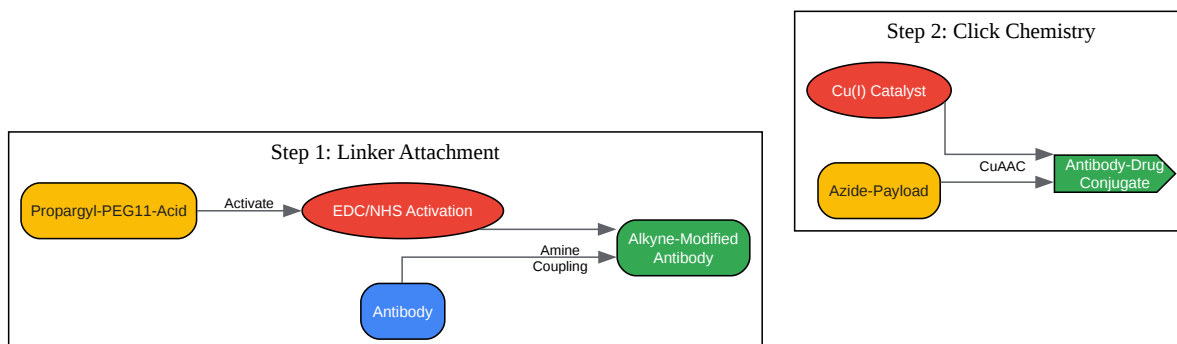 Step 1: Linker Attachment
Propargyl-PEG11-Acid
Activate
EDC/NHS Activation
Amine
Coupling
Antibody
Alkyne-Modified
Antibody
Step 2: Click Chemistry
Cu(I) Catalyst
CuAAC
Azide-Payload
Antibody-Drug
Conjugate